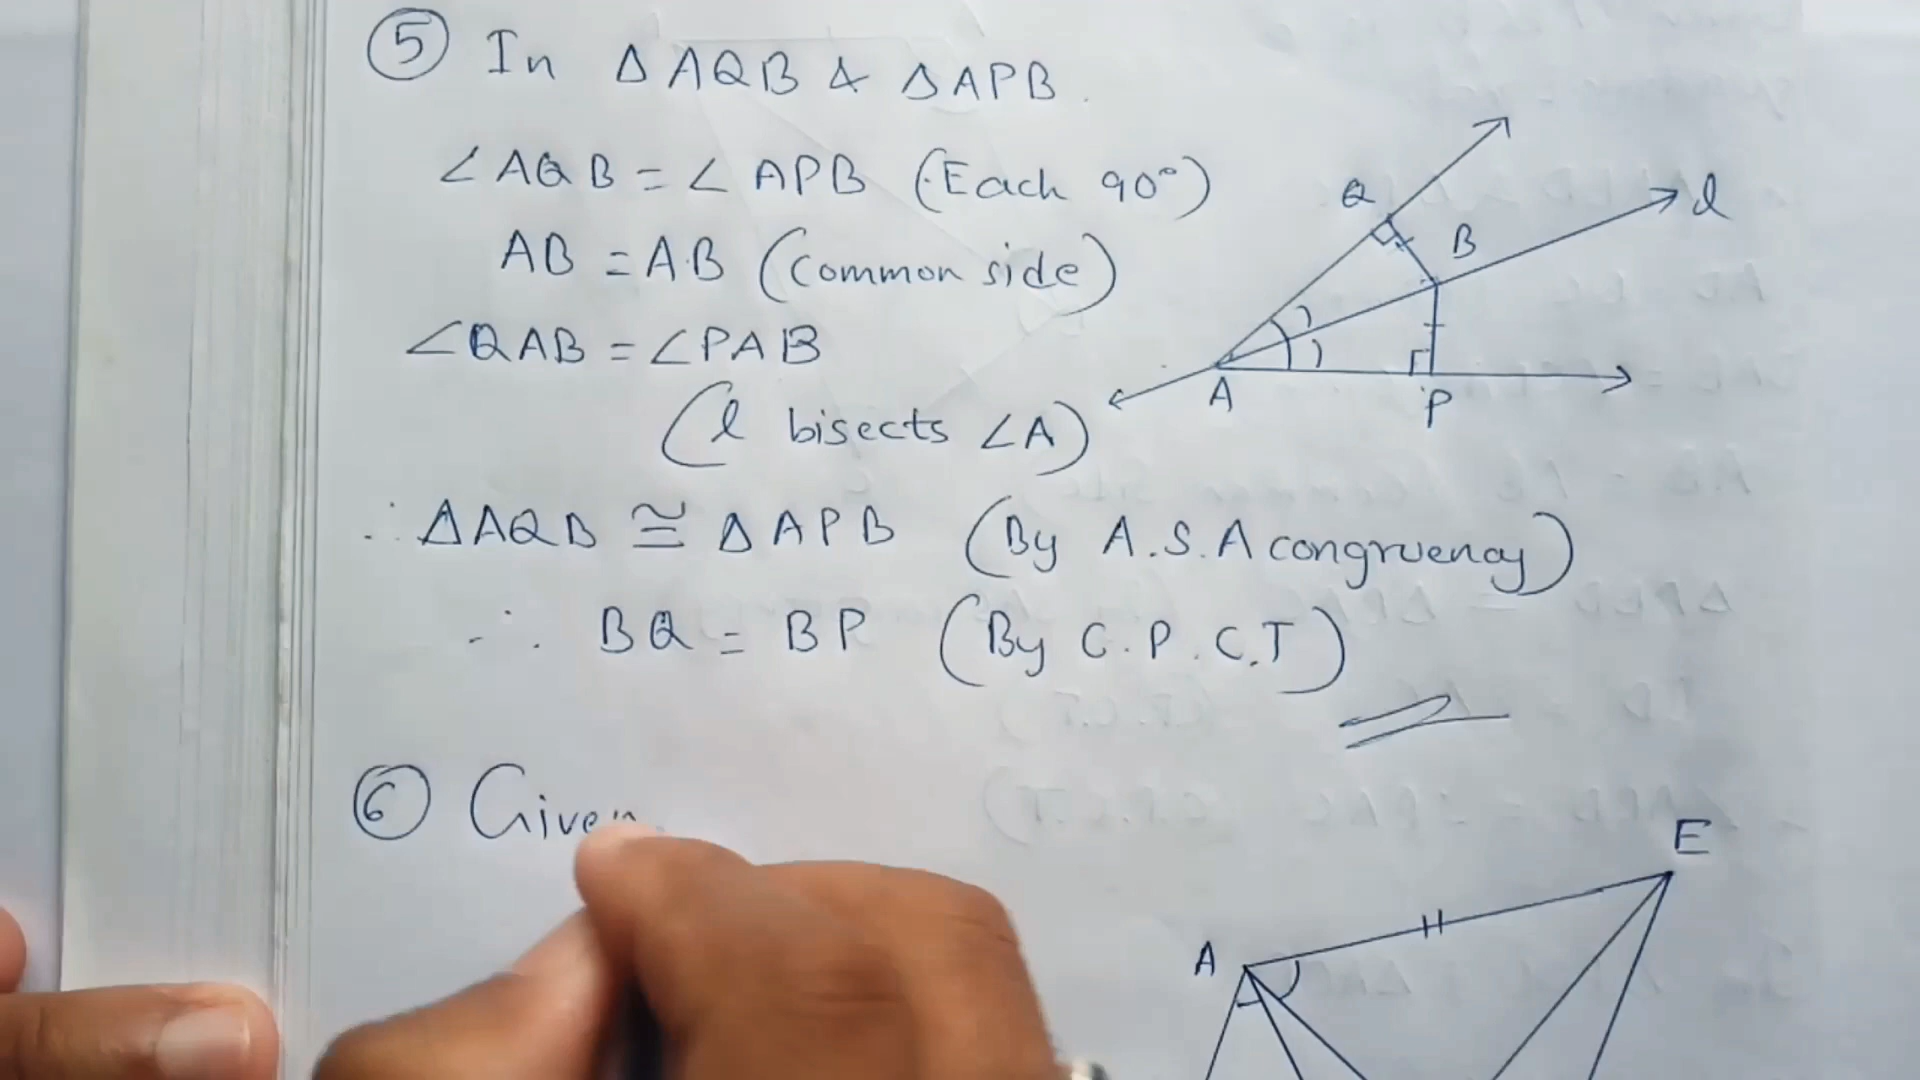 ⑤ In Δ AQB & ΔAPB.
∠AQB = ∠APB (Each 90°)
AB = AB (Common side)
∠QAB = ∠PAB
(l bisects ∠A)
∴ ΔAQB ≅ ΔAPB (By A.S.A congruency)
∴ BQ = BP (By C.P.C.T)
Q
B
l
A
P
⑥ Given
E
A